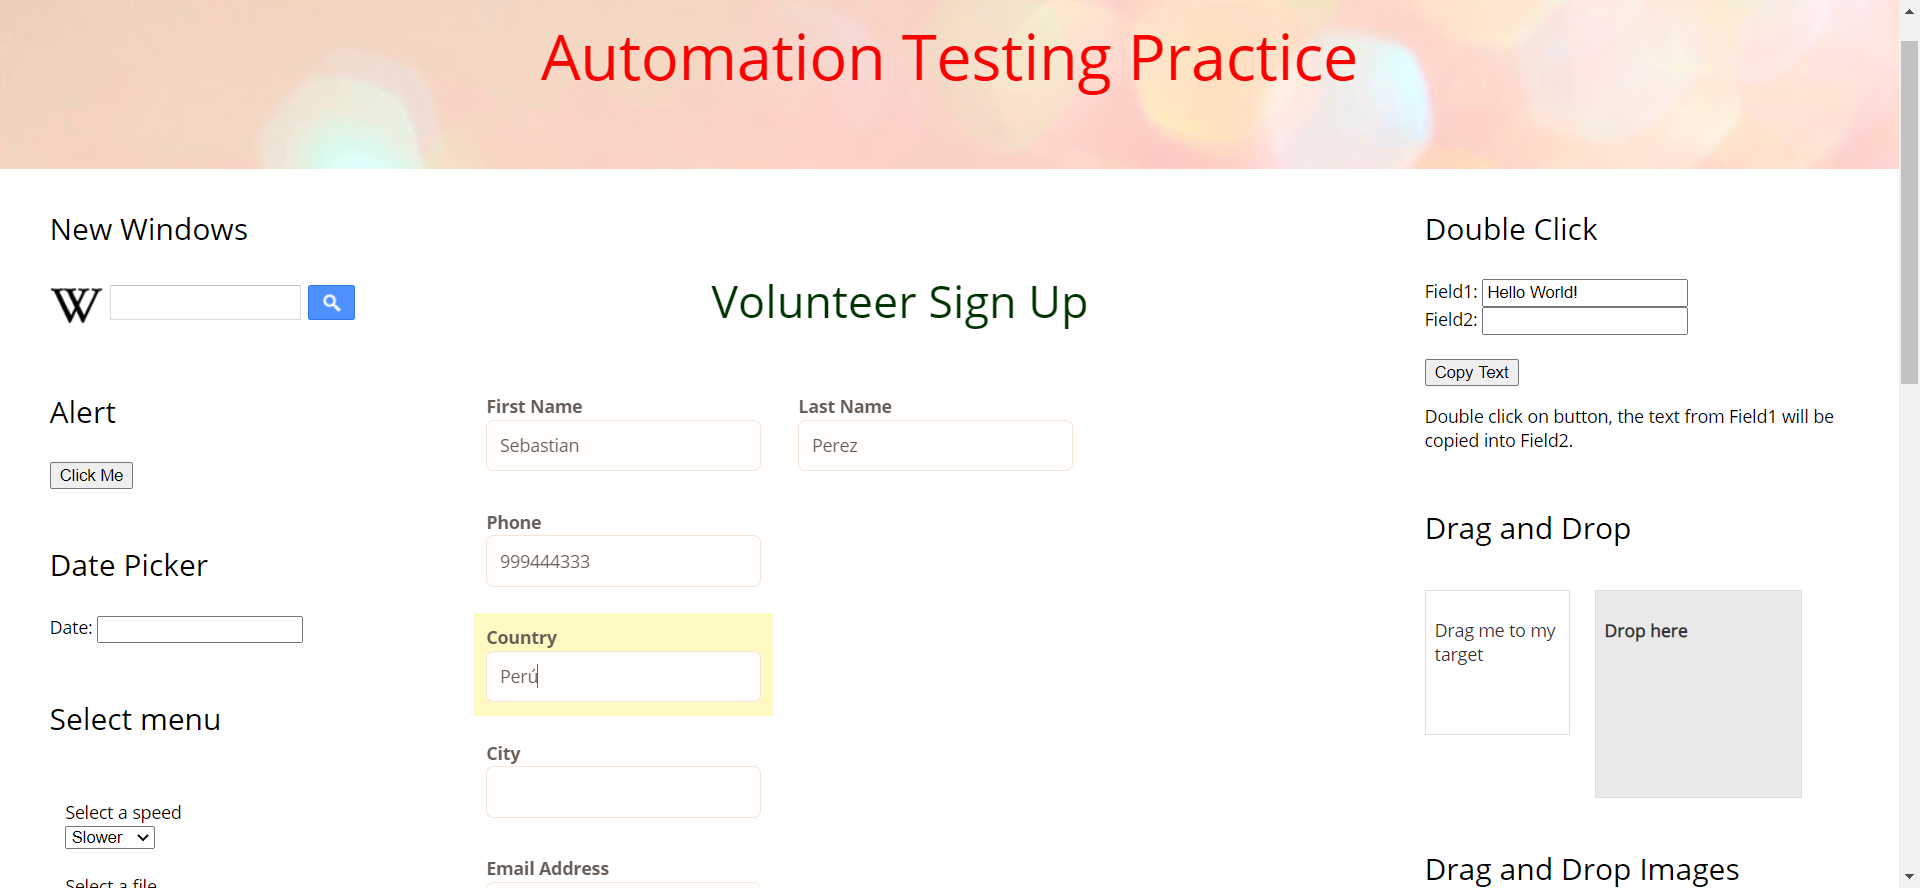 Automation Testing Practice
New Windows
W
Alert
Click Me
Date Picker
Date:
Select menu
Select a speed
Slower
Select a file
Volunteer Sign Up
First Name
Sebastian
Last Name
Perez
Phone
999444333
Country
Perú
City
Email Address
Double Click
Field1: Hello World!
Field2:
Copy Text
Double click on button, the text from Field1 will be
copied into Field2.
Drag and Drop
Drag me to my
target
Drop here
Drag and Drop Images